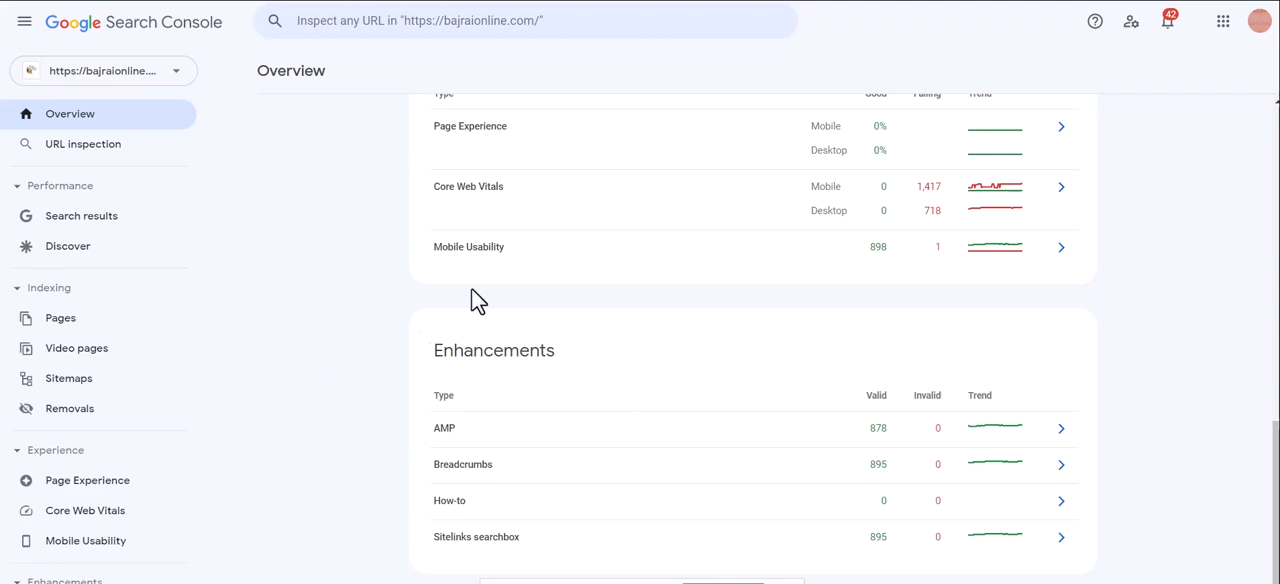 Google Search Console
Inspect any URL in "https://bajraionline.com/"
42
https://bajraionline....
Overview
Overview
URL inspection
Performance
Search results
Discover
Indexing
Pages
Video pages
Sitemaps
Removals
Experience
Page Experience
Core Web Vitals
Mobile Usability
Enhancements
Type Good Failing Trend
Page Experience Mobile 0%
Desktop 0%
Core Web Vitals Mobile 0 1,417
Desktop 0 718
Mobile Usability 898 1
Enhancements
Type Valid Invalid Trend
AMP 878 0
Breadcrumbs 895 0
How-to 0 0
Sitelinks searchbox 895 0